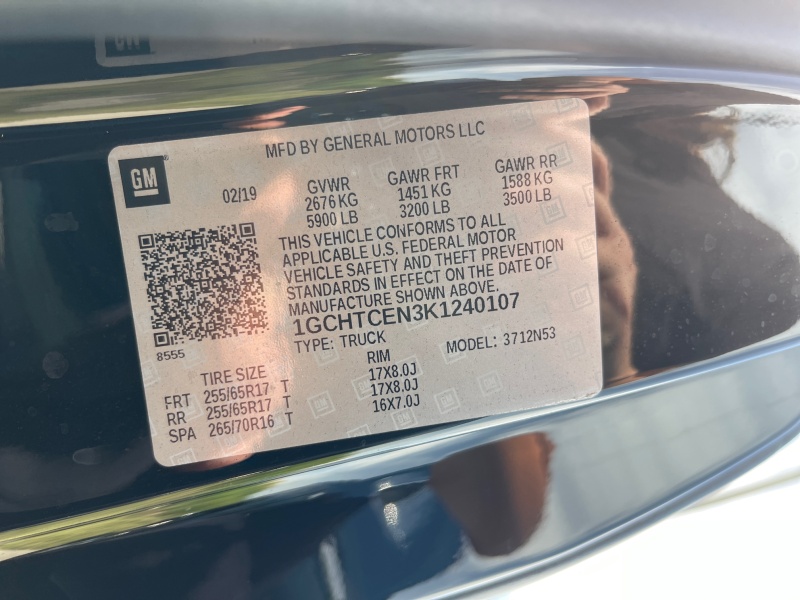 MFD BY GENERAL MOTORS LLC
GM
02/19
GVWR
2676 KG
5900 LB
GAWR FRT
1451 KG
3200 LB
GAWR RR
1588 KG
3500 LB
THIS VEHICLE CONFORMS TO ALL
APPLICABLE U.S. FEDERAL MOTOR
VEHICLE SAFETY AND THEFT PREVENTION
STANDARDS IN EFFECT ON THE DATE OF
MANUFACTURE SHOWN ABOVE.
1GCHTCEN3K1240107
TYPE: TRUCK MODEL: 3712N53
8555
TIRE SIZE RIM
FRT 255/65R17 T 17X8.0J
RR 255/65R17 T 17X8.0J
SPA 265/70R16 T 16X7.0J